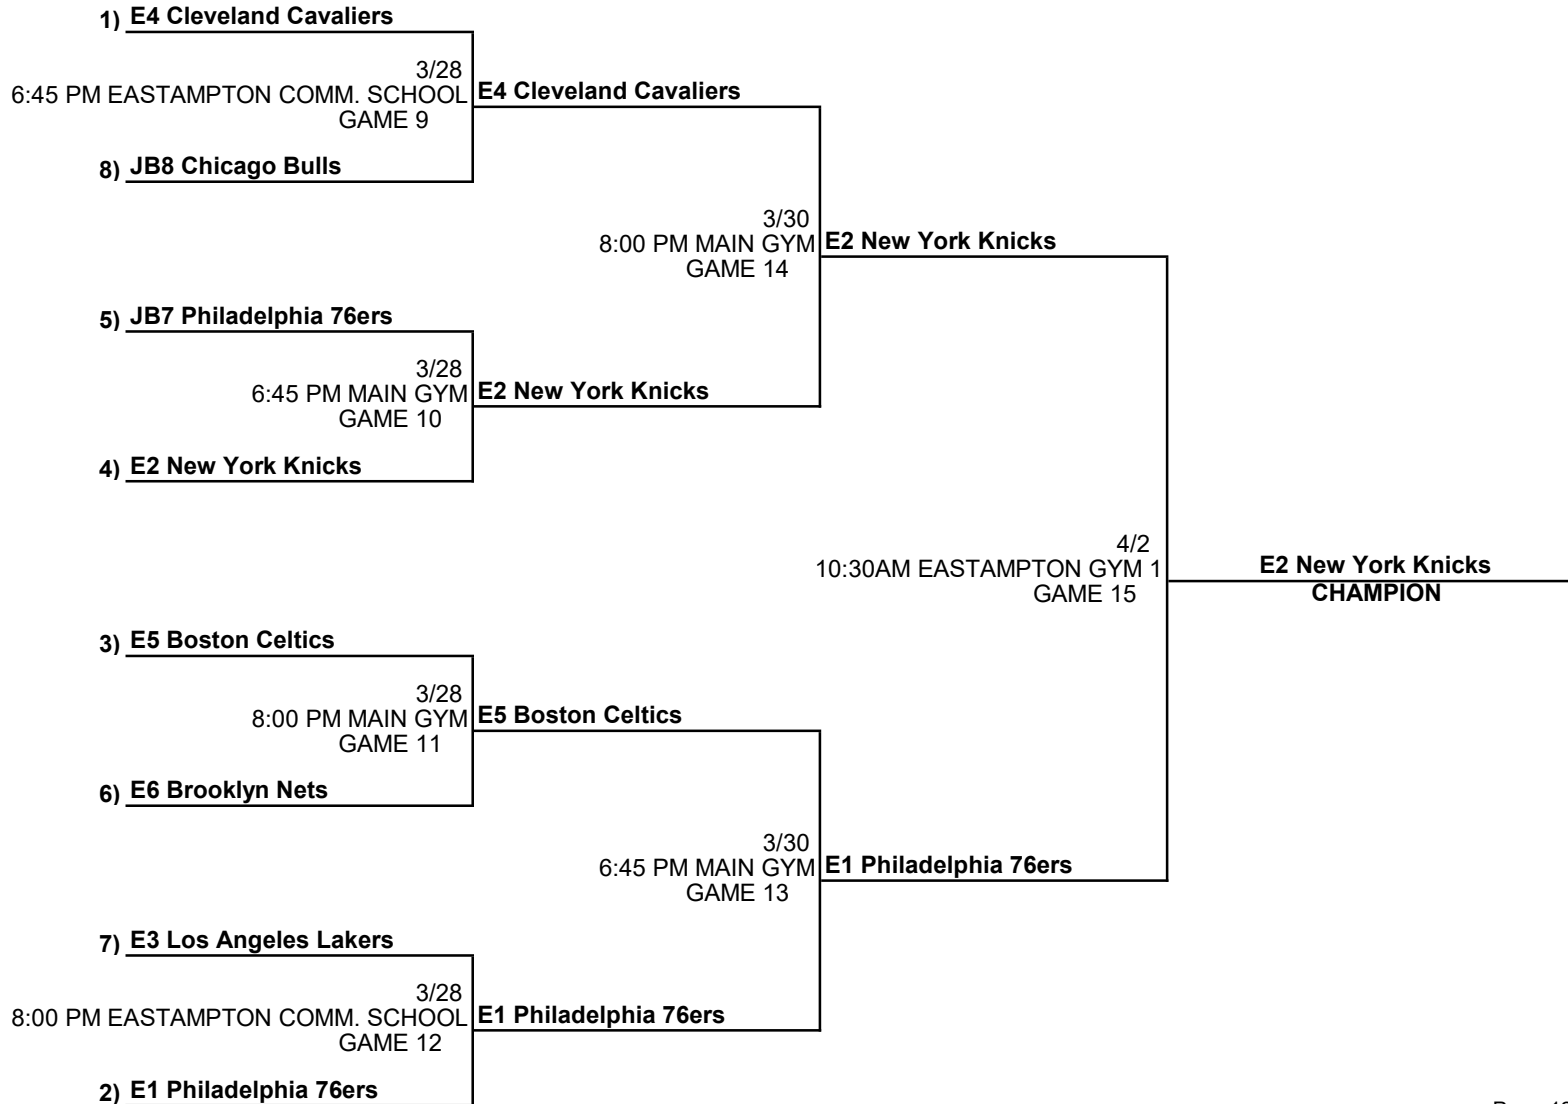 1) E4 Cleveland Cavaliers
3/28
6:45 PM EASTAMPTON COMM. SCHOOL
GAME 9
E4 Cleveland Cavaliers
8) JB8 Chicago Bulls
3/30
8:00 PM MAIN GYM
GAME 14
E2 New York Knicks
5) JB7 Philadelphia 76ers
3/28
6:45 PM MAIN GYM
GAME 10
E2 New York Knicks
4) E2 New York Knicks
4/2
10:30AM EASTAMPTON GYM 1
GAME 15
E2 New York Knicks
CHAMPION
3) E5 Boston Celtics
3/28
8:00 PM MAIN GYM
GAME 11
E5 Boston Celtics
6) E6 Brooklyn Nets
3/30
6:45 PM MAIN GYM
GAME 13
E1 Philadelphia 76ers
7) E3 Los Angeles Lakers
3/28
8:00 PM EASTAMPTON COMM. SCHOOL
GAME 12
E1 Philadelphia 76ers
2) E1 Philadelphia 76ers